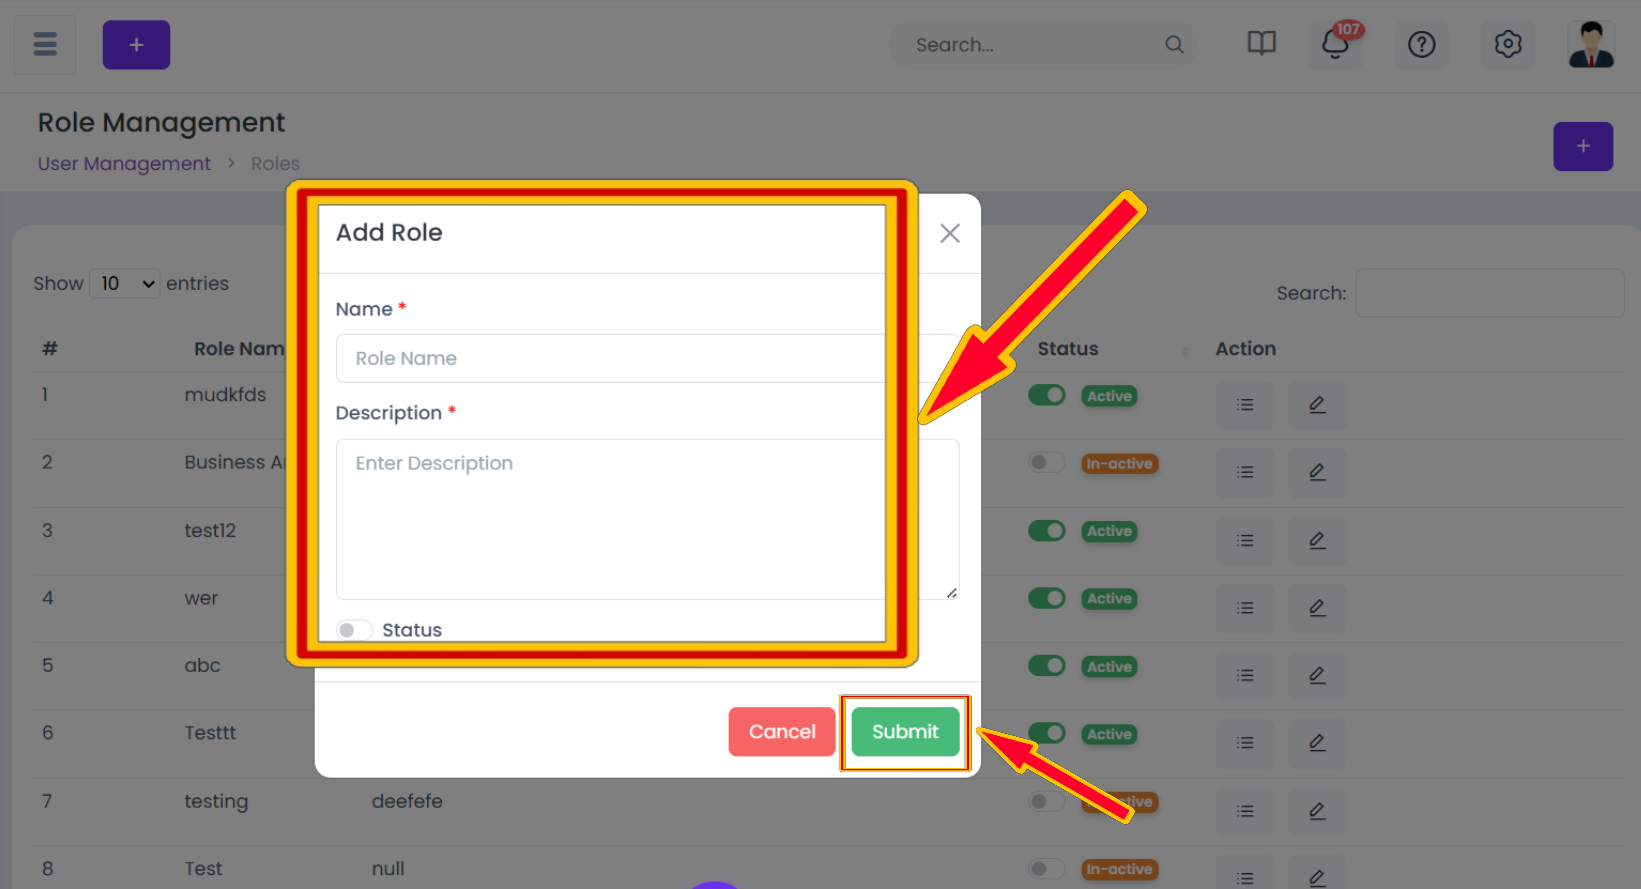 +
Search...
107
Role Management
+
User Management > Roles
Add Role
Show 10 entries
Search:
Name *
# Role Nam Status Action
Role Name
1 mudkfds Active
Description *
2 Business Enter Description In-active
3 test12 Active
4 wer Active
Status
5 abc Active
6 Testtt Active
Cancel Submit
7 testing deefefe
8 Test null In-active